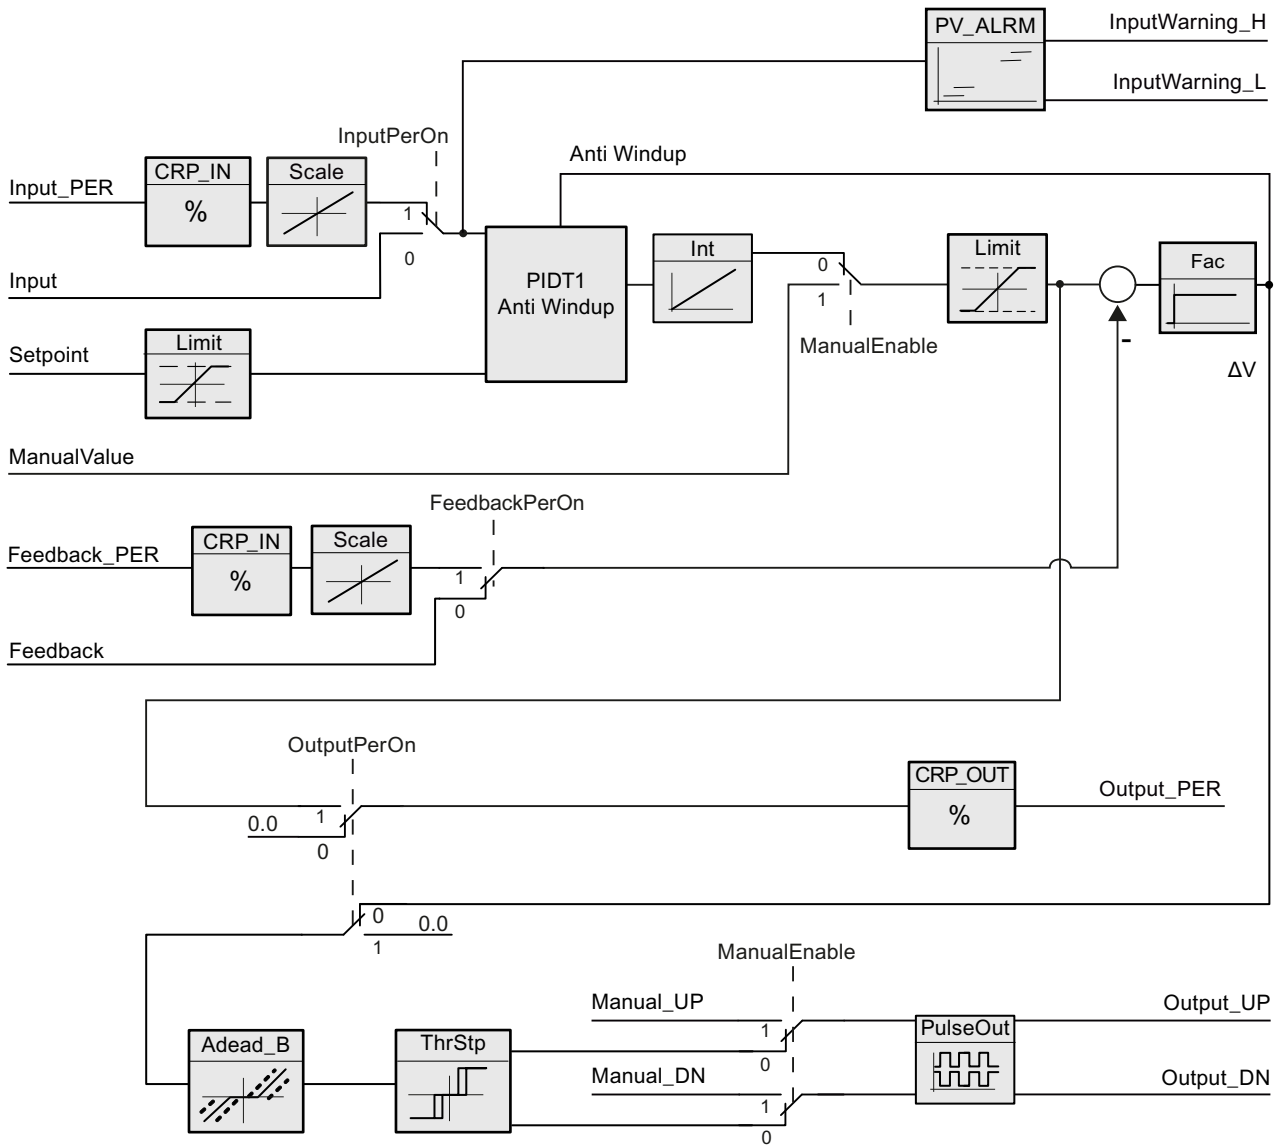 PV_ALRM
InputWarning_H
InputWarning_L
InputPerOn
Anti Windup
Input_PER
CRP_IN
%
Scale
1
0
Input
PIDT1
Anti Windup
Int
0
1
ManualEnable
Limit
Fac
-
ΔV
Setpoint
Limit
ManualValue
FeedbackPerOn
Feedback_PER
CRP_IN
%
Scale
1
0
Feedback
OutputPerOn
0.0
1
0
CRP_OUT
%
Output_PER
0
0.0
1
ManualEnable
Manual_UP
1
0
Output_UP
PulseOut
Adead_B
ThrStp
Manual_DN
1
0
Output_DN